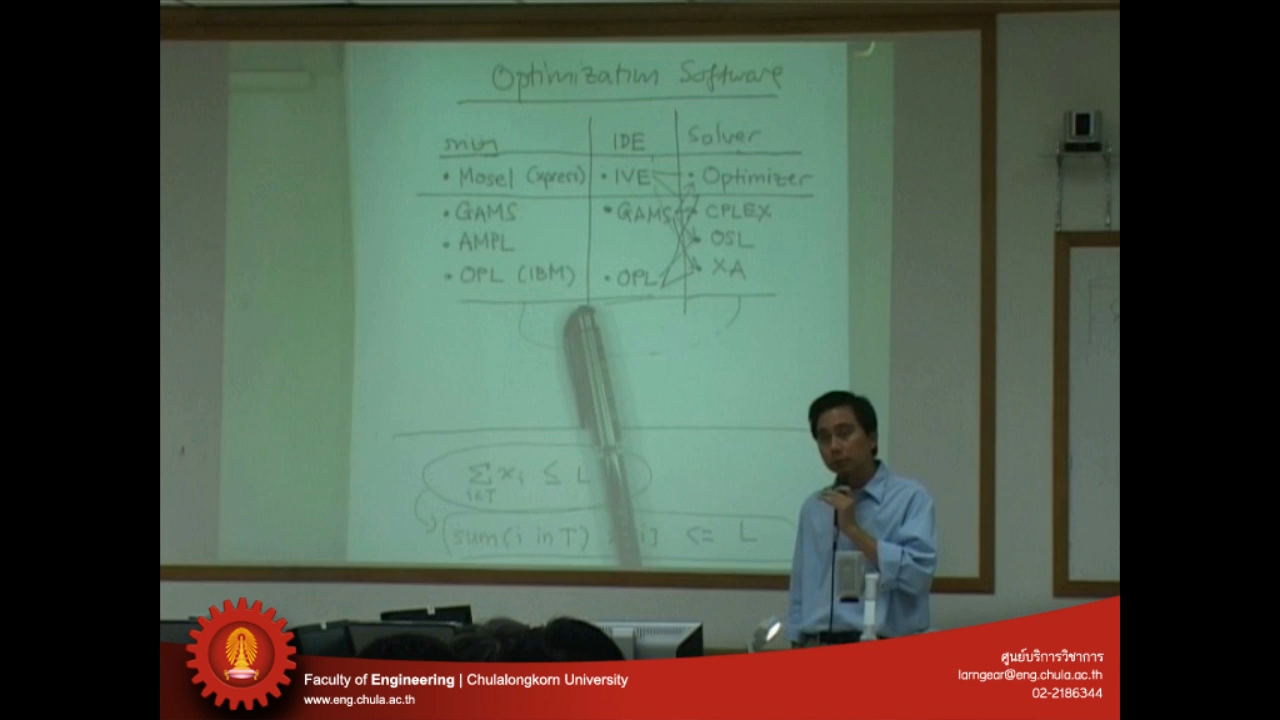 Optimization Software
ภาษา IDE Solver
• Mosel (Xpress) • IVE • Optimizer
• GAMS • GAMS • CPLEX
• AMPL • OSL
• OPL (IBM) • OPL • XA
∑ xi ≤ L
i∈T
(sum(i in T) i] <= L
Faculty of Engineering | Chulalongkorn University
www.eng.chula.ac.th
ศูนย์บริการวิชาการ
larngear@eng.chula.ac.th
02-2186344